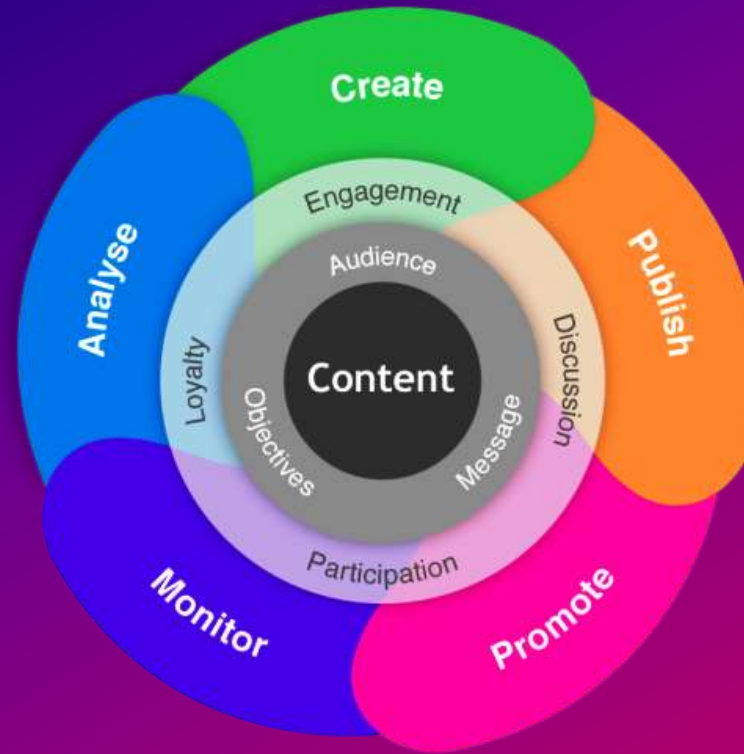 Create
Publish
Promote
Monitor
Analyse
Engagement
Discussion
Participation
Loyalty
Audience
Message
Objectives
Content